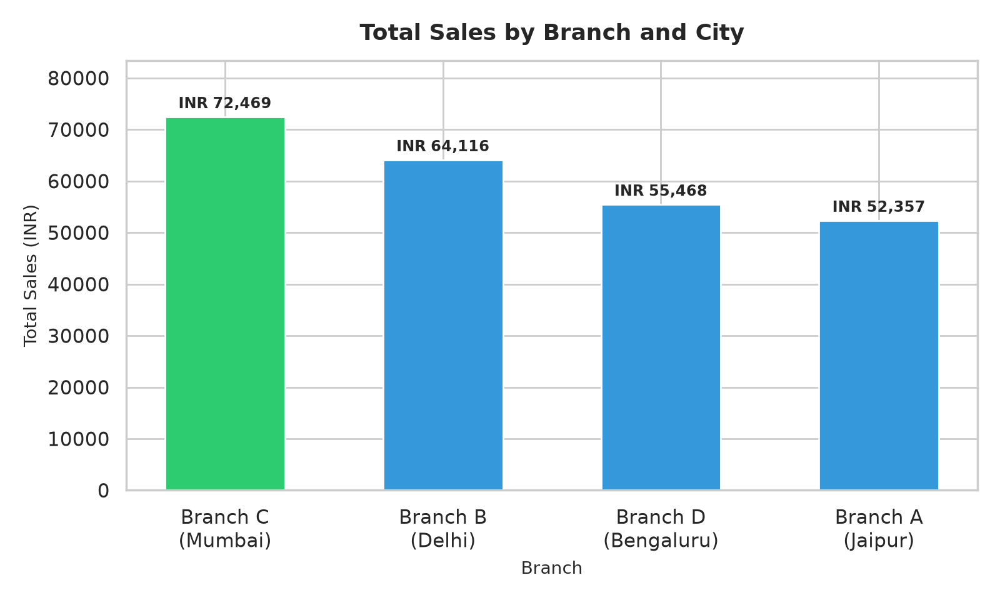 Total Sales by Branch and City
Total Sales (INR)
80000
70000
60000
50000
40000
30000
20000
10000
0
INR 72,469
INR 64,116
INR 55,468
INR 52,357
Branch C
(Mumbai)
Branch B
(Delhi)
Branch D
(Bengaluru)
Branch A
(Jaipur)
Branch